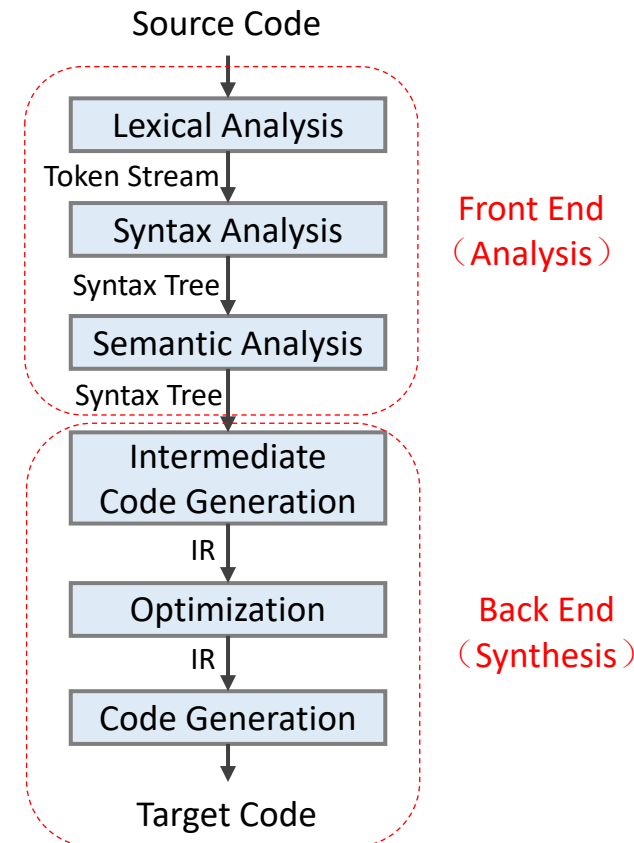 Source Code
Lexical Analysis
Token Stream
Syntax Analysis
Syntax Tree
Semantic Analysis
Syntax Tree
Front End
（Analysis）
Intermediate
Code Generation
IR
Optimization
IR
Code Generation
Target Code
Back End
（Synthesis）